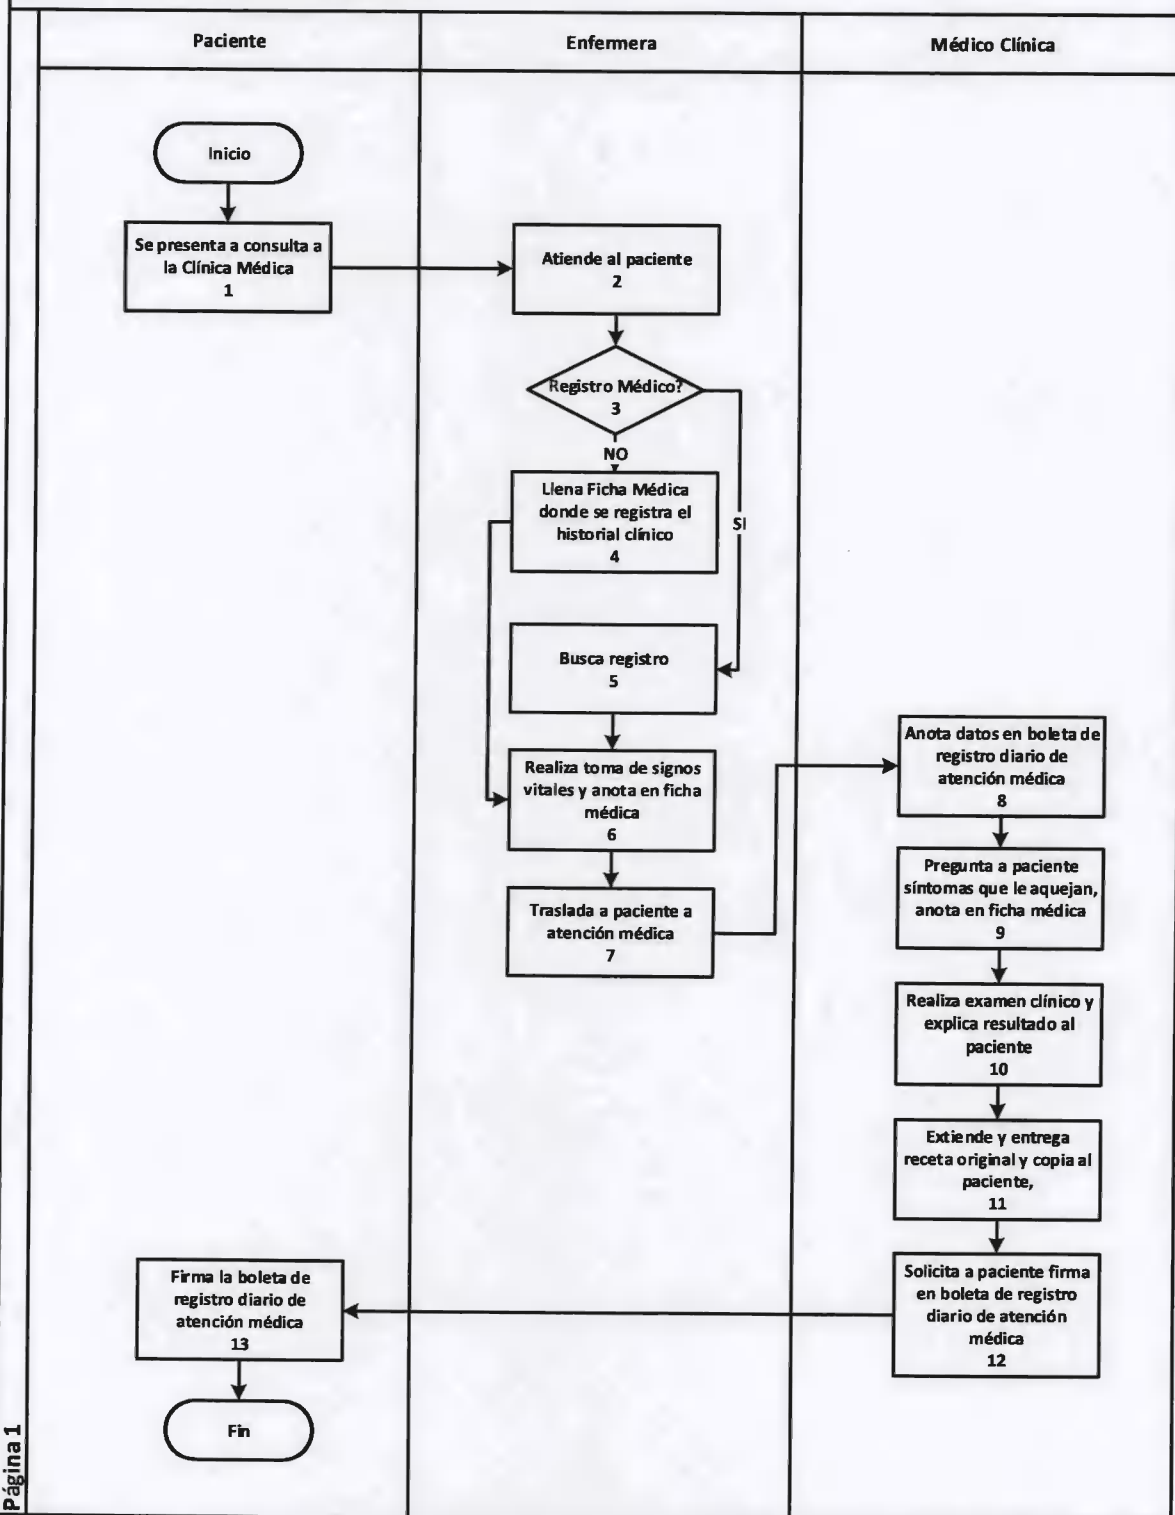 Paciente
Enfermera
Médico Clínica
Inicio
Se presenta a consulta a
la Clínica Médica
1
Atiende al paciente
2
Registro Médico?
3
NO
SI
Llena Ficha Médica
donde se registra el
historial clínico
4
Busca registro
5
Realiza toma de signos
vitales y anota en ficha
médica
6
Traslada a paciente a
atención médica
7
Anota datos en boleta de
registro diario de
atención médica
8
Pregunta a paciente
síntomas que le aquejan,
anota en ficha médica
9
Realiza examen clínico y
explica resultado al
paciente
10
Extiende y entrega
receta original y copia al
paciente,
11
Solicita a paciente firma
en boleta de registro
diario de atención
médica
12
Firma la boleta de
registro diario de
atención médica
13
Fin
Página 1